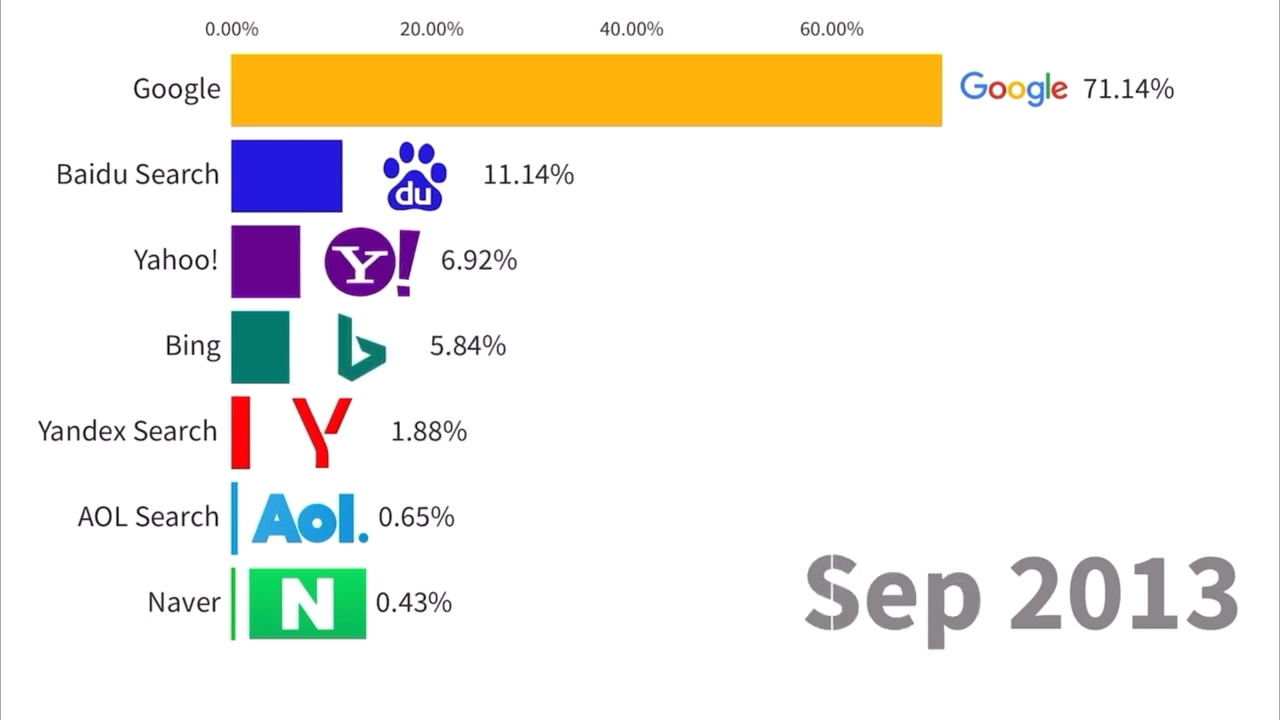 0.00% 20.00% 40.00% 60.00%
Google Google 71.14%
Baidu Search du 11.14%
Yahoo! Y! 6.92%
Bing b 5.84%
Yandex Search Y 1.88%
AOL Search Aol. 0.65%
Naver N 0.43%
Sep 2013